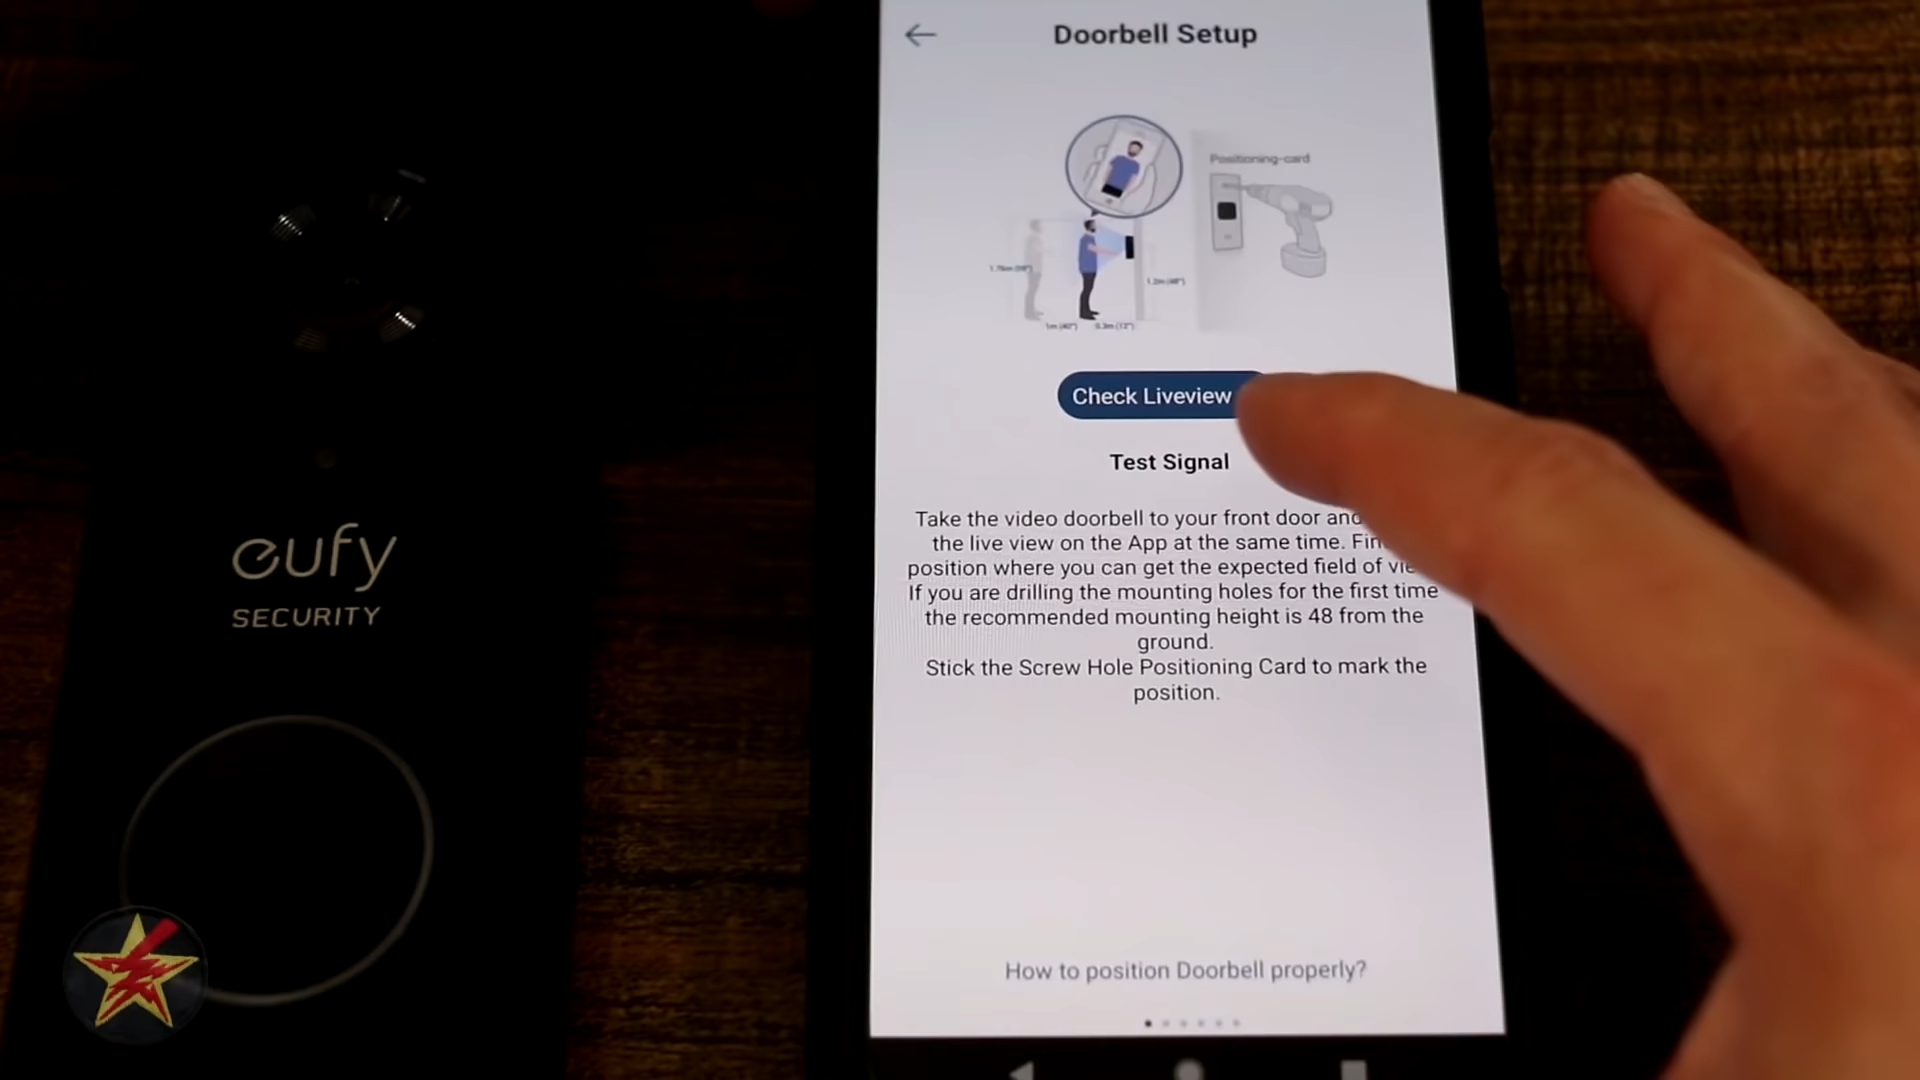 Doorbell Setup
Positioning-card
Check Liveview
Test Signal
Take the video doorbell to your front door and
the live view on the App at the same time.
position where you can get the expected field of
If you are drilling the mounting holes for the first time
the recommended mounting height is 48 from the
ground.
Stick the Screw Hole Positioning Card to mark the
position.
How to position Doorbell properly?
eufy
SECURITY